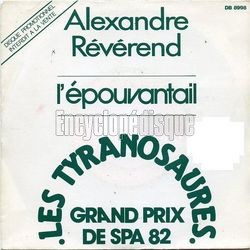 DB 8998
DISQUE PROMOTIONNEL
INTERDIT A LA VENTE
Alexandre
Révérend
l'épouvantail
Encyclopédisque
LES TYRANOSAURES
GRAND PRIX
DE SPA 82